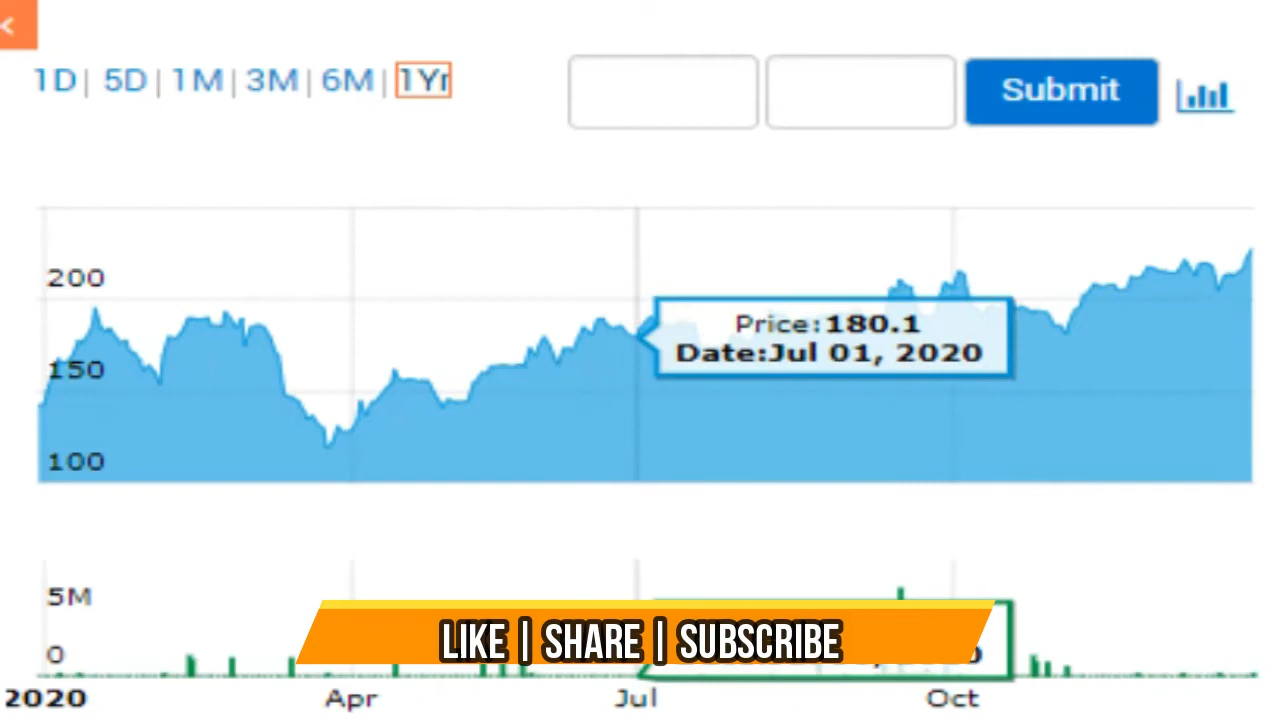 <
1D| 5D| 1M| 3M| 6M| 1Yr
Submit
200
Price:180.1
Date:Jul 01, 2020
150
100
5M
LIKE | SHARE | SUBSCRIBE
0
2020 Apr Jul Oct